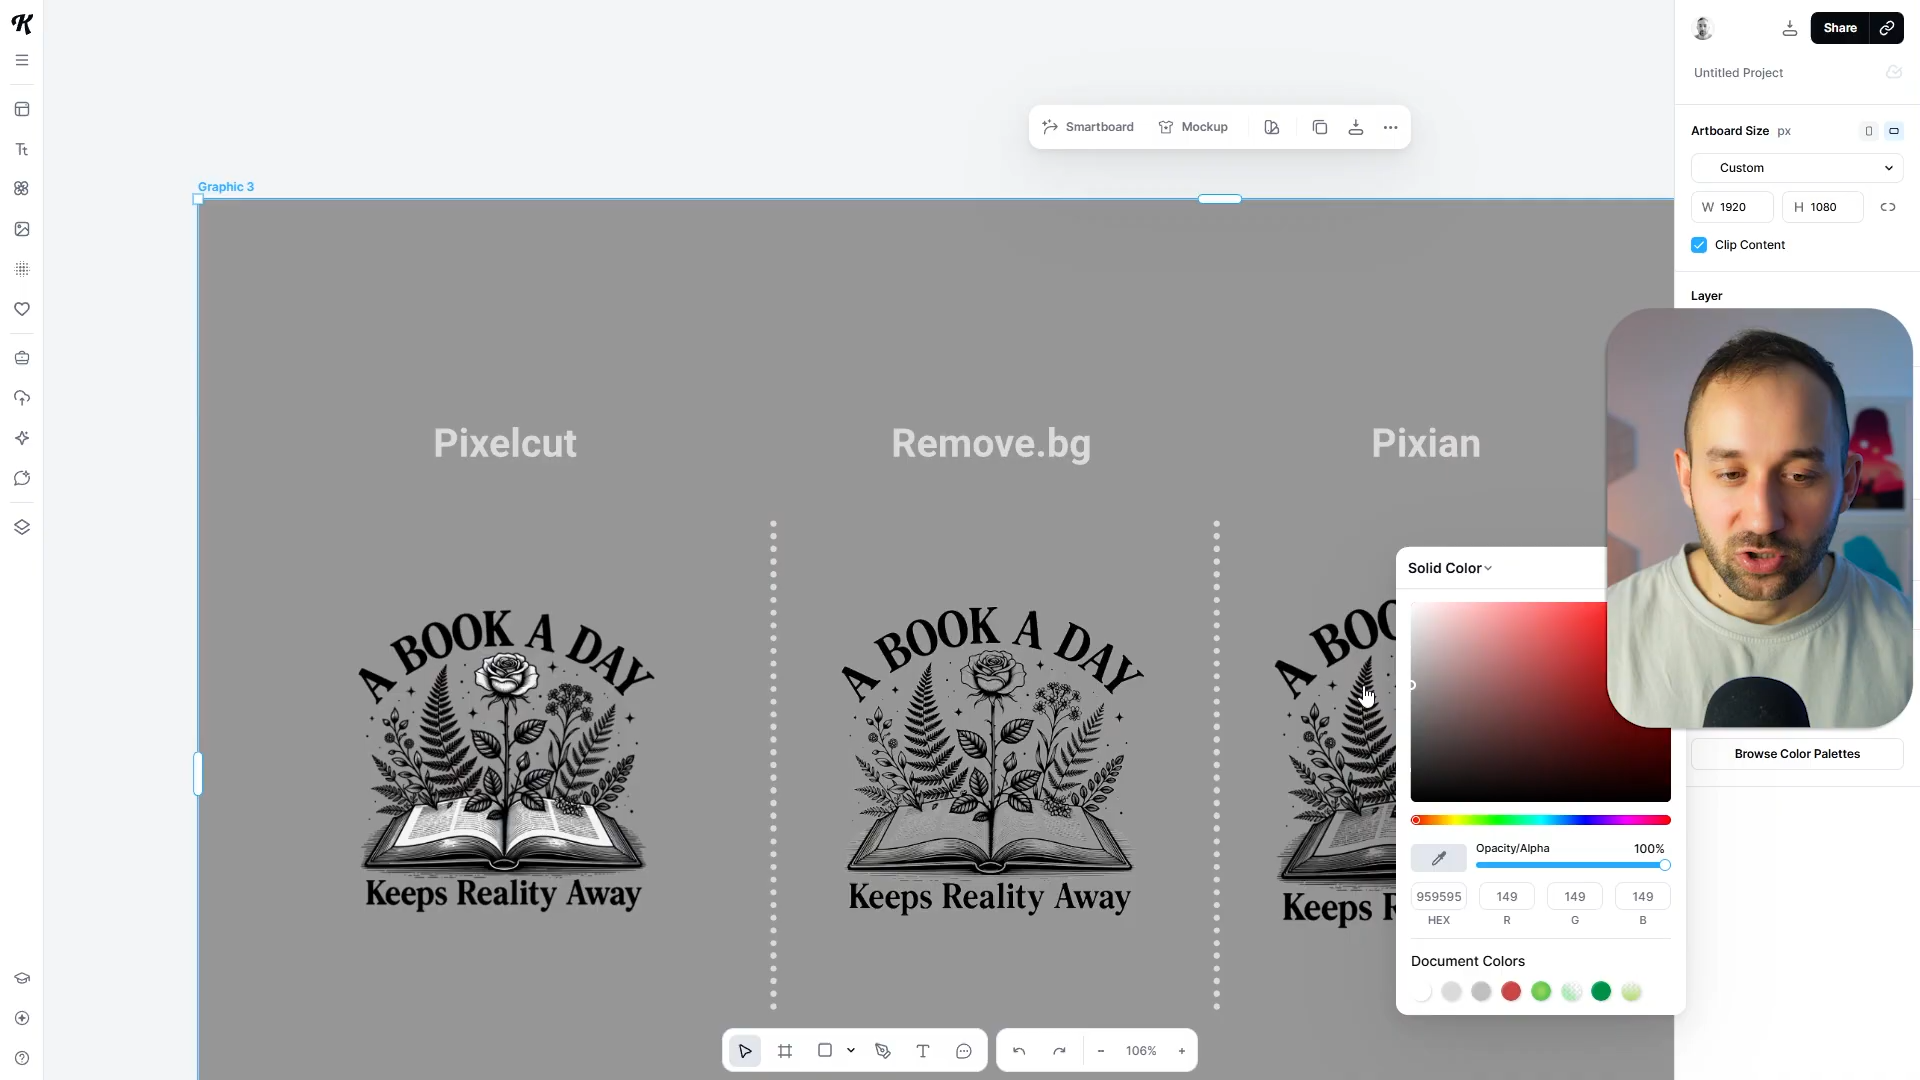 K
Share
Untitled Project
Smartboard
Mockup
Artboard Size px
Custom
W 1920
H 1080
Clip Content
Layer
Graphic 3
Tt
Pixelcut
Remove.bg
Pixian
A BOOK A DAY
Keeps Reality Away
A BOOK A DAY
Keeps Reality Away
A BOO
Keeps R
Solid Color
Opacity/Alpha
100%
959595
149
149
149
HEX
R
G
B
Document Colors
Browse Color Palettes
T
106%